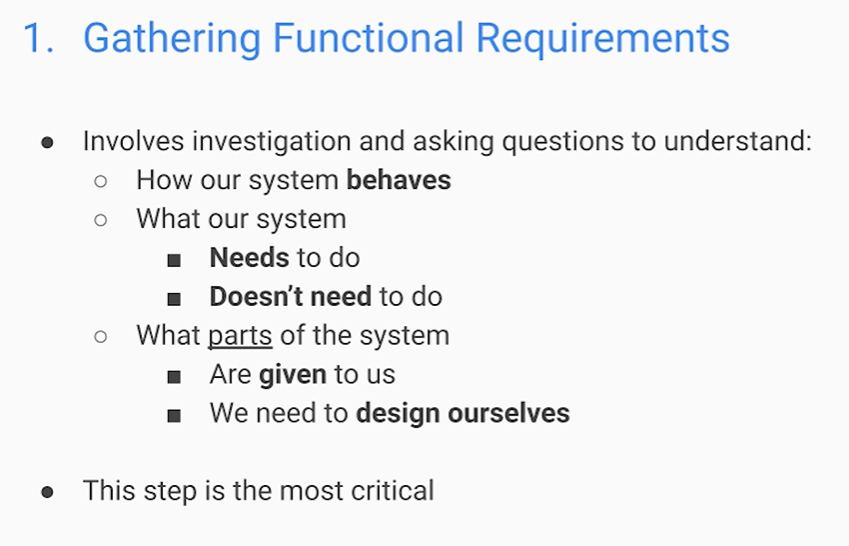 1. Gathering Functional Requirements
● Involves investigation and asking questions to understand:
○ How our system behaves
○ What our system
■ Needs to do
■ Doesn’t need to do
○ What parts of the system
■ Are given to us
■ We need to design ourselves
● This step is the most critical